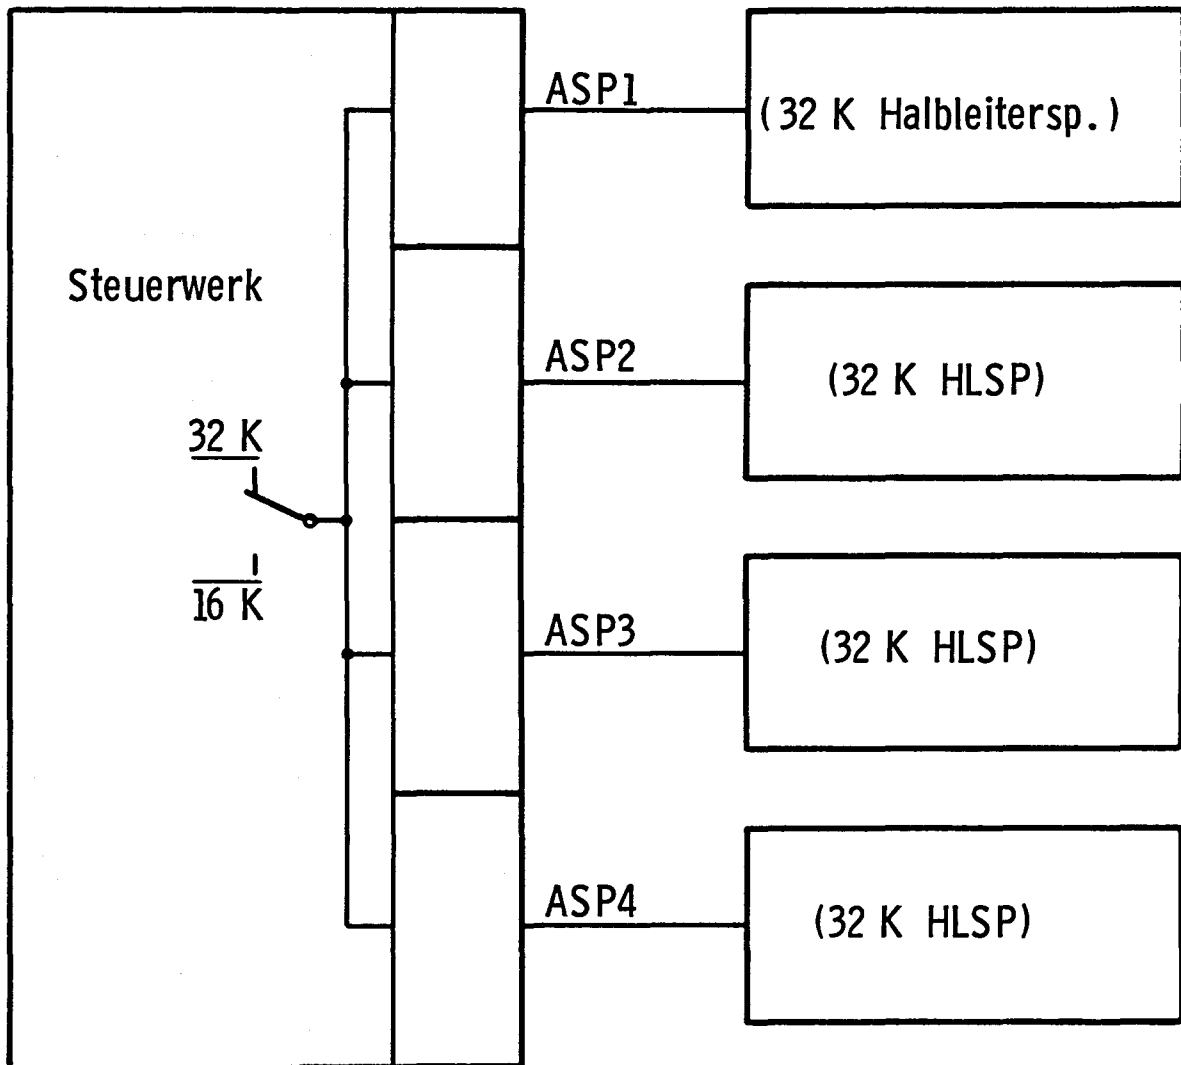 ASP1
(32 K Halbleitersp.)
Steuerwerk
ASP2
(32 K HLSP)
32 K
16 K
ASP3
(32 K HLSP)
ASP4
(32 K HLSP)